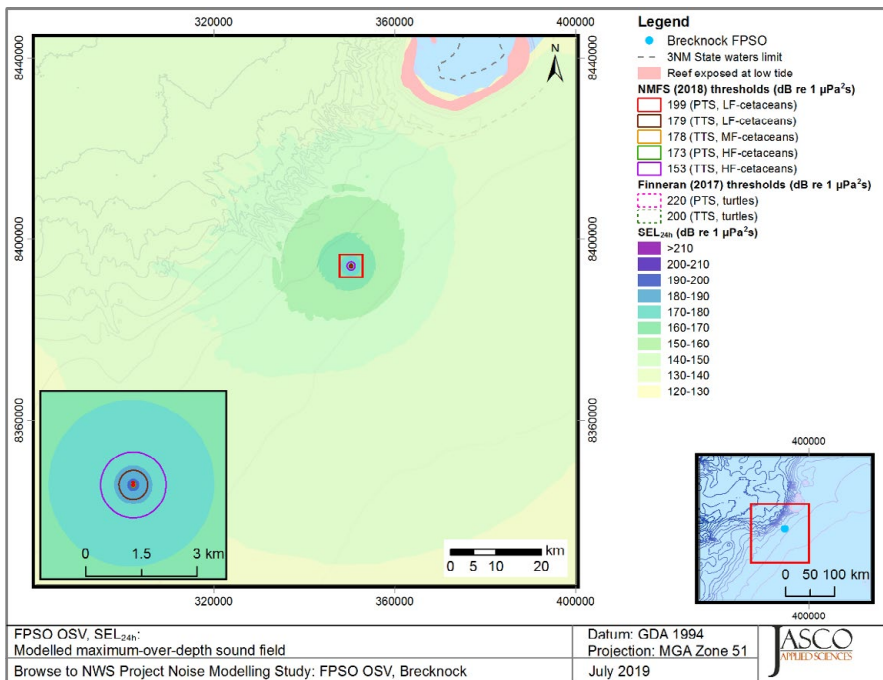 320000 360000 400000
8440000
8400000
8360000
N
0 1.5 3 km
km
0 5 10 20
320000 360000 400000
8440000
8400000
8360000
Legend
Brecknock FPSO
3NM State waters limit
Reef exposed at low tide
NMFS (2018) thresholds (dB re 1 µPa²s)
199 (PTS, LF-cetaceans)
179 (TTS, LF-cetaceans)
178 (TTS, MF-cetaceans)
173 (PTS, HF-cetaceans)
153 (TTS, HF-cetaceans)
Finneran (2017) thresholds (dB re 1 µPa²s)
220 (PTS, turtles)
200 (TTS, turtles)
SEL₂₄ₕ (dB re 1 µPa²s)
>210
200-210
190-200
180-190
170-180
160-170
150-160
140-150
130-140
120-130
400000
0 50 100 km
400000
FPSO OSV, SEL₂₄ₕ:
Modelled maximum-over-depth sound field
Browse to NWS Project Noise Modelling Study: FPSO OSV, Brecknock
Datum: GDA 1994
Projection: MGA Zone 51
July 2019
JASCO
APPLIED SCIENCES